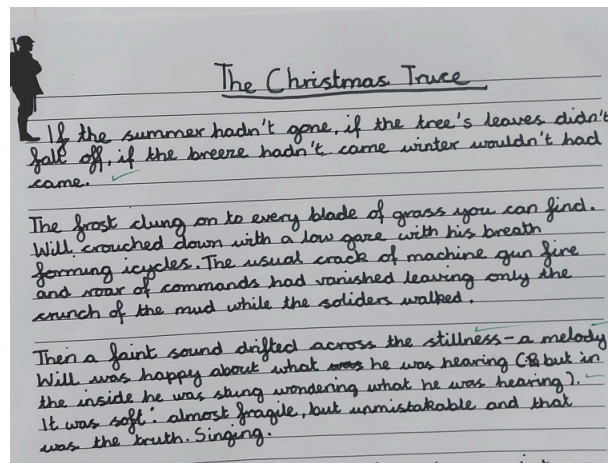 The Christmas Truce
If the summer hadn't gone, if the tree's leaves didn't
fall off, if the breeze hadn't came winter wouldn't had
came.
The frost clung on to every blade of grass you can find.
Will crouched down with a low gaze with his breath
forming icycles. The usual crack of machine gun fire
and roar of commands had vanished leaving only the
crunch of the mud while the soliders walked.
Then a faint sound drifted across the stillness - a melody
Will was happy about what he was hearing ( but in
the inside he was stung wondering what he was hearing).
It was soft: almost fragile, but unmistakable and that
was the truth. Singing.